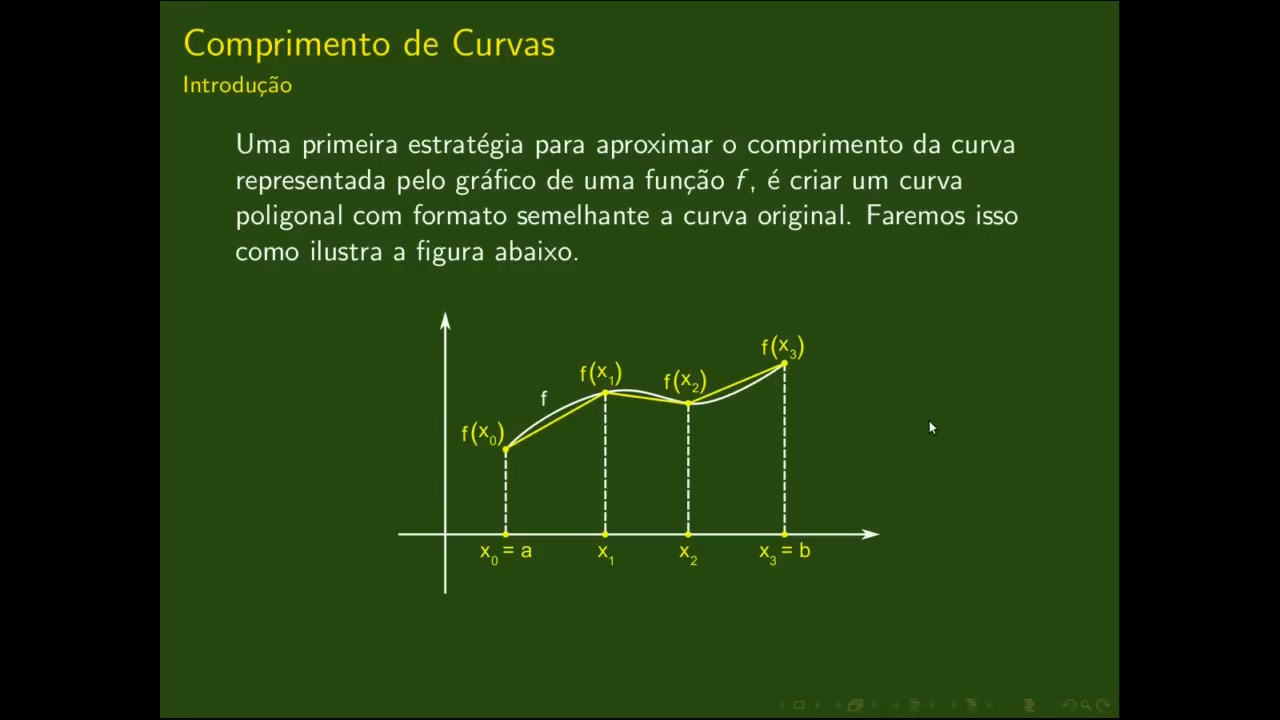 Comprimento de Curvas
Introdução
Uma primeira estratégia para aproximar o comprimento da curva
representada pelo gráfico de uma função f, é criar um curva
poligonal com formato semelhante a curva original. Faremos isso
como ilustra a figura abaixo.
f(x₃)
f(x₁)
f(x₂)
f
f(x₀)
x₀ = a
x₁
x₂
x₃ = b